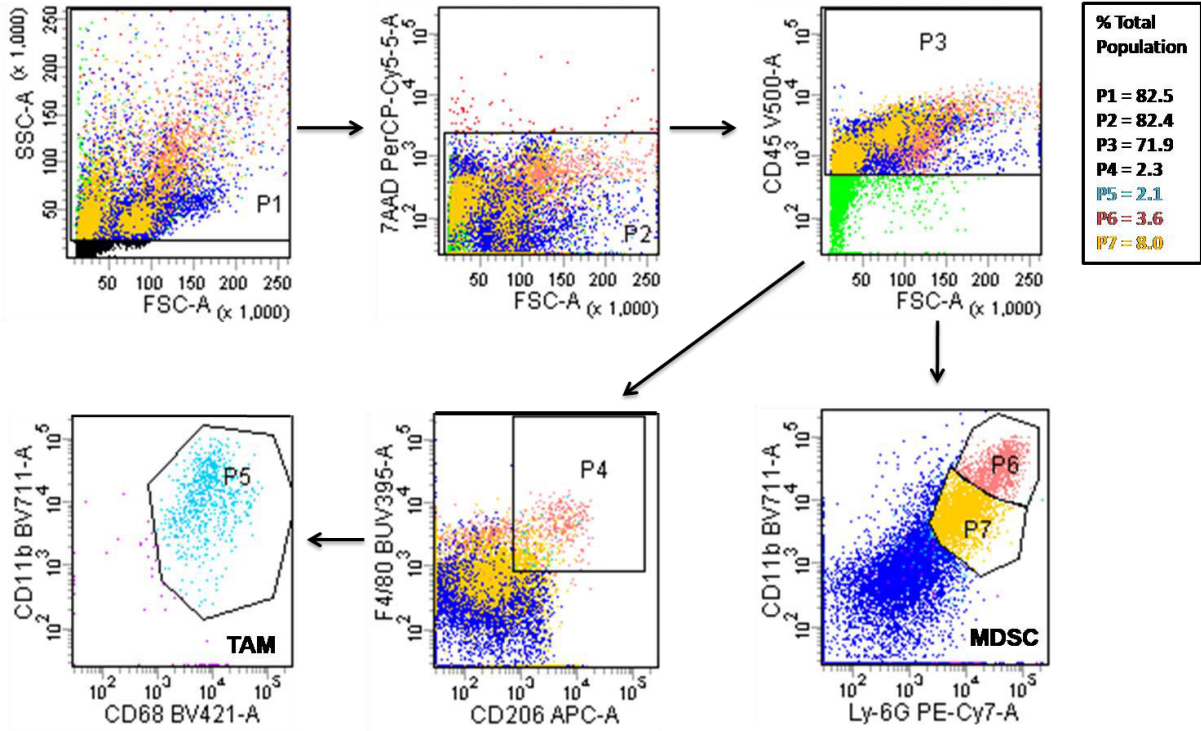 SSC-A (x 1,000)
250
200
150
100
50
P1
50 100 150 200 250
FSC-A (x 1,000)
7AAD PerCP-Cy5-5-A
10^5
10^4
10^3
10^2
P2
50 100 150 200 250
FSC-A (x 1,000)
CD45 V500-A
10^5
10^4
10^3
10^2
P3
50 100 150 200 250
FSC-A (x 1,000)
% Total
Population
P1 = 82.5
P2 = 82.4
P3 = 71.9
P4 = 2.3
P5 = 2.1
P6 = 3.6
P7 = 8.0
CD11b BV711-A
10^5
10^4
10^3
10^2
P5
TAM
10^2 10^3 10^4 10^5
CD68 BV421-A
F4/80 BUV395-A
10^5
10^4
10^3
10^2
P4
10^2 10^3 10^4 10^5
CD206 APC-A
CD11b BV711-A
10^5
10^4
10^3
10^2
P6
P7
MDSC
10^2 10^3 10^4 10^5
Ly-6G PE-Cy7-A